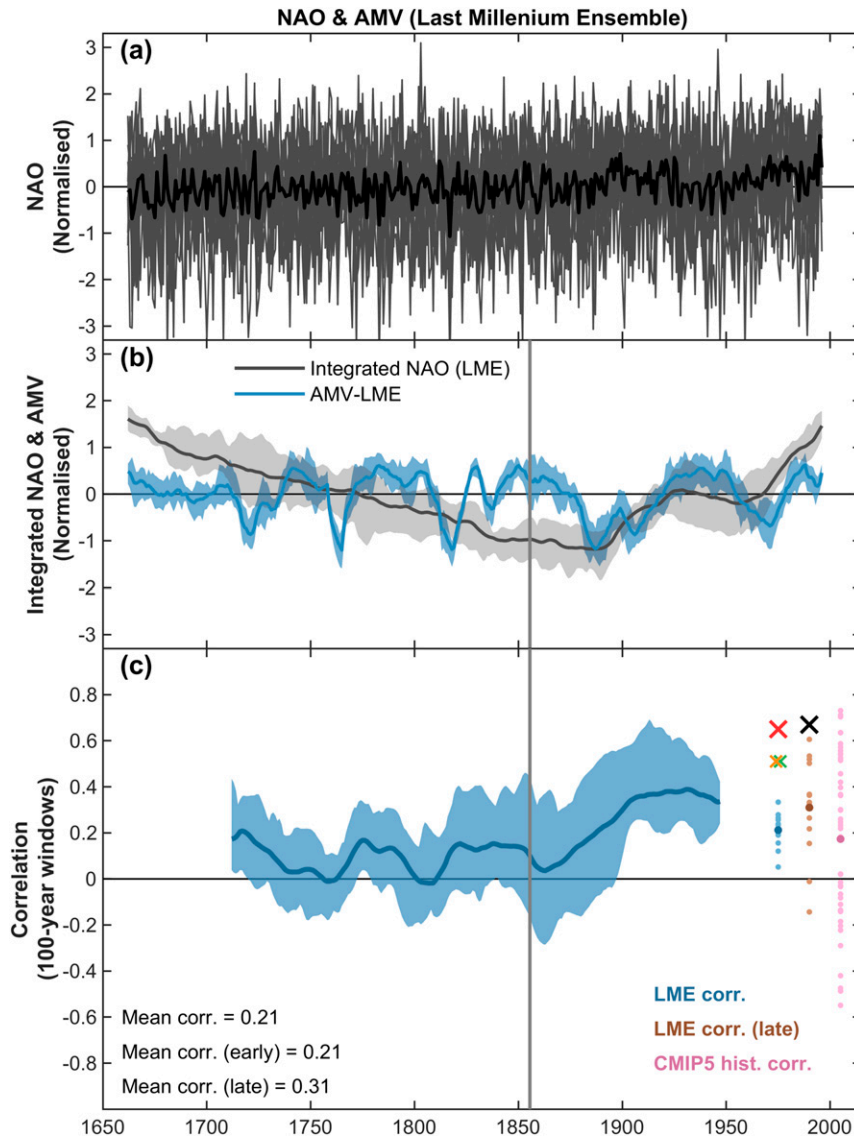 NAO & AMV (Last Millenium Ensemble)
(a)
3
2
1
0
-1
-2
-3
NAO
(Normalised)
(b)
Integrated NAO (LME)
AMV-LME
3
2
1
0
-1
-2
-3
Integrated NAO & AMV
(Normalised)
(c)
0.8
0.6
0.4
0.2
0
-0.2
-0.4
-0.6
-0.8
Correlation
(100-year windows)
Mean corr. = 0.21
Mean corr. (early) = 0.21
Mean corr. (late) = 0.31
LME corr.
LME corr. (late)
CMIP5 hist. corr.
1650 1700 1750 1800 1850 1900 1950 2000